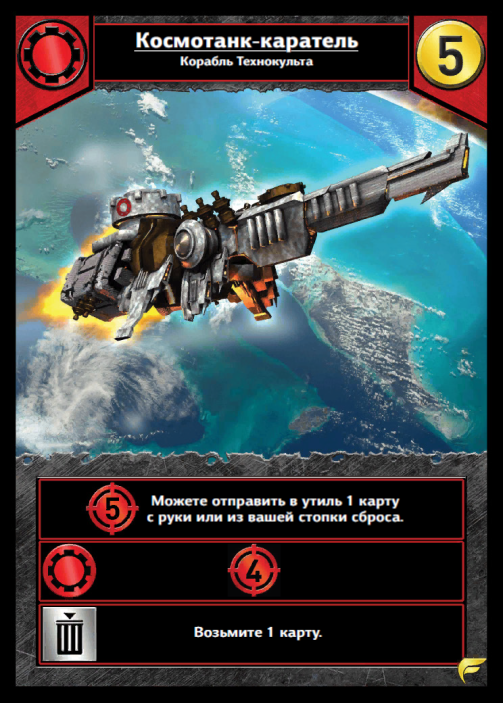 Космотанк-каратель
Корабль Технокульта
5
5
Можете отправить в утиль 1 карту
с руки или из вашей стопки сброса.
4
Возьмите 1 карту.